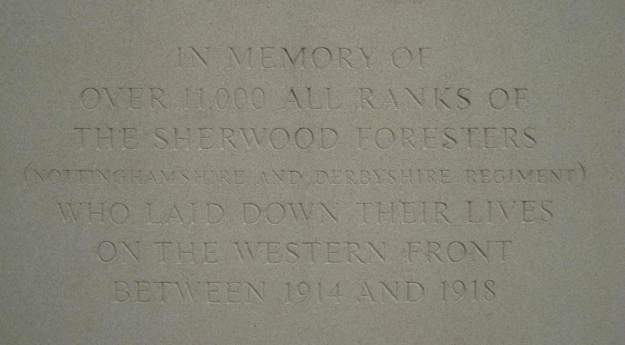 IN MEMORY OF
OVER 11,000 ALL RANKS OF
THE SHERWOOD FORESTERS
(NOTTINGHAMSHIRE AND DERBYSHIRE REGIMENT)
WHO LAID DOWN THEIR LIVES
ON THE WESTERN FRONT
BETWEEN 1914 AND 1918